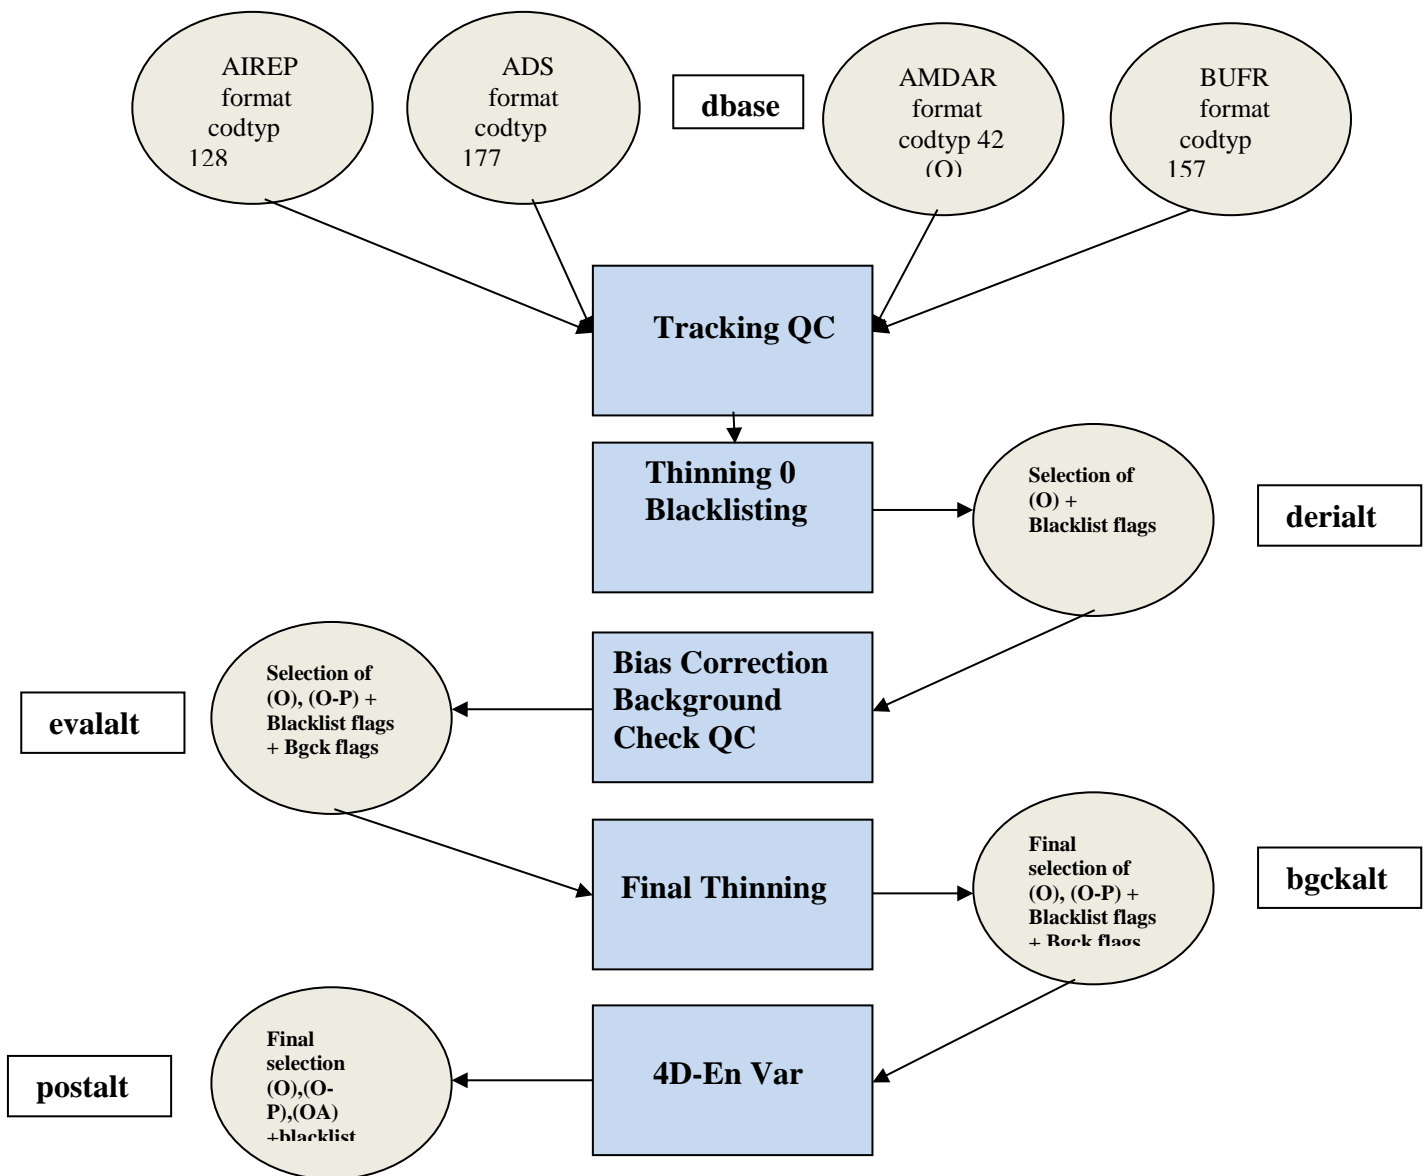 AIREP
format
codtyp
128
ADS
format
codtyp
177
dbase
AMDAR
format
codtyp 42
(O)
BUFR
format
codtyp
157
Tracking QC
Thinning 0
Blacklisting
Selection of
(O) +
Blacklist flags
derialt
Bias Correction
Background
Check QC
Selection of
(O), (O-P) +
Blacklist flags
+ Bgck flags
evalalt
Final Thinning
Final
selection of
(O), (O-P) +
Blacklist flags
+ Bgck flags
bgckalt
4D-En Var
Final
selection
(O),(O-
P),(OA)
+blacklist
postalt